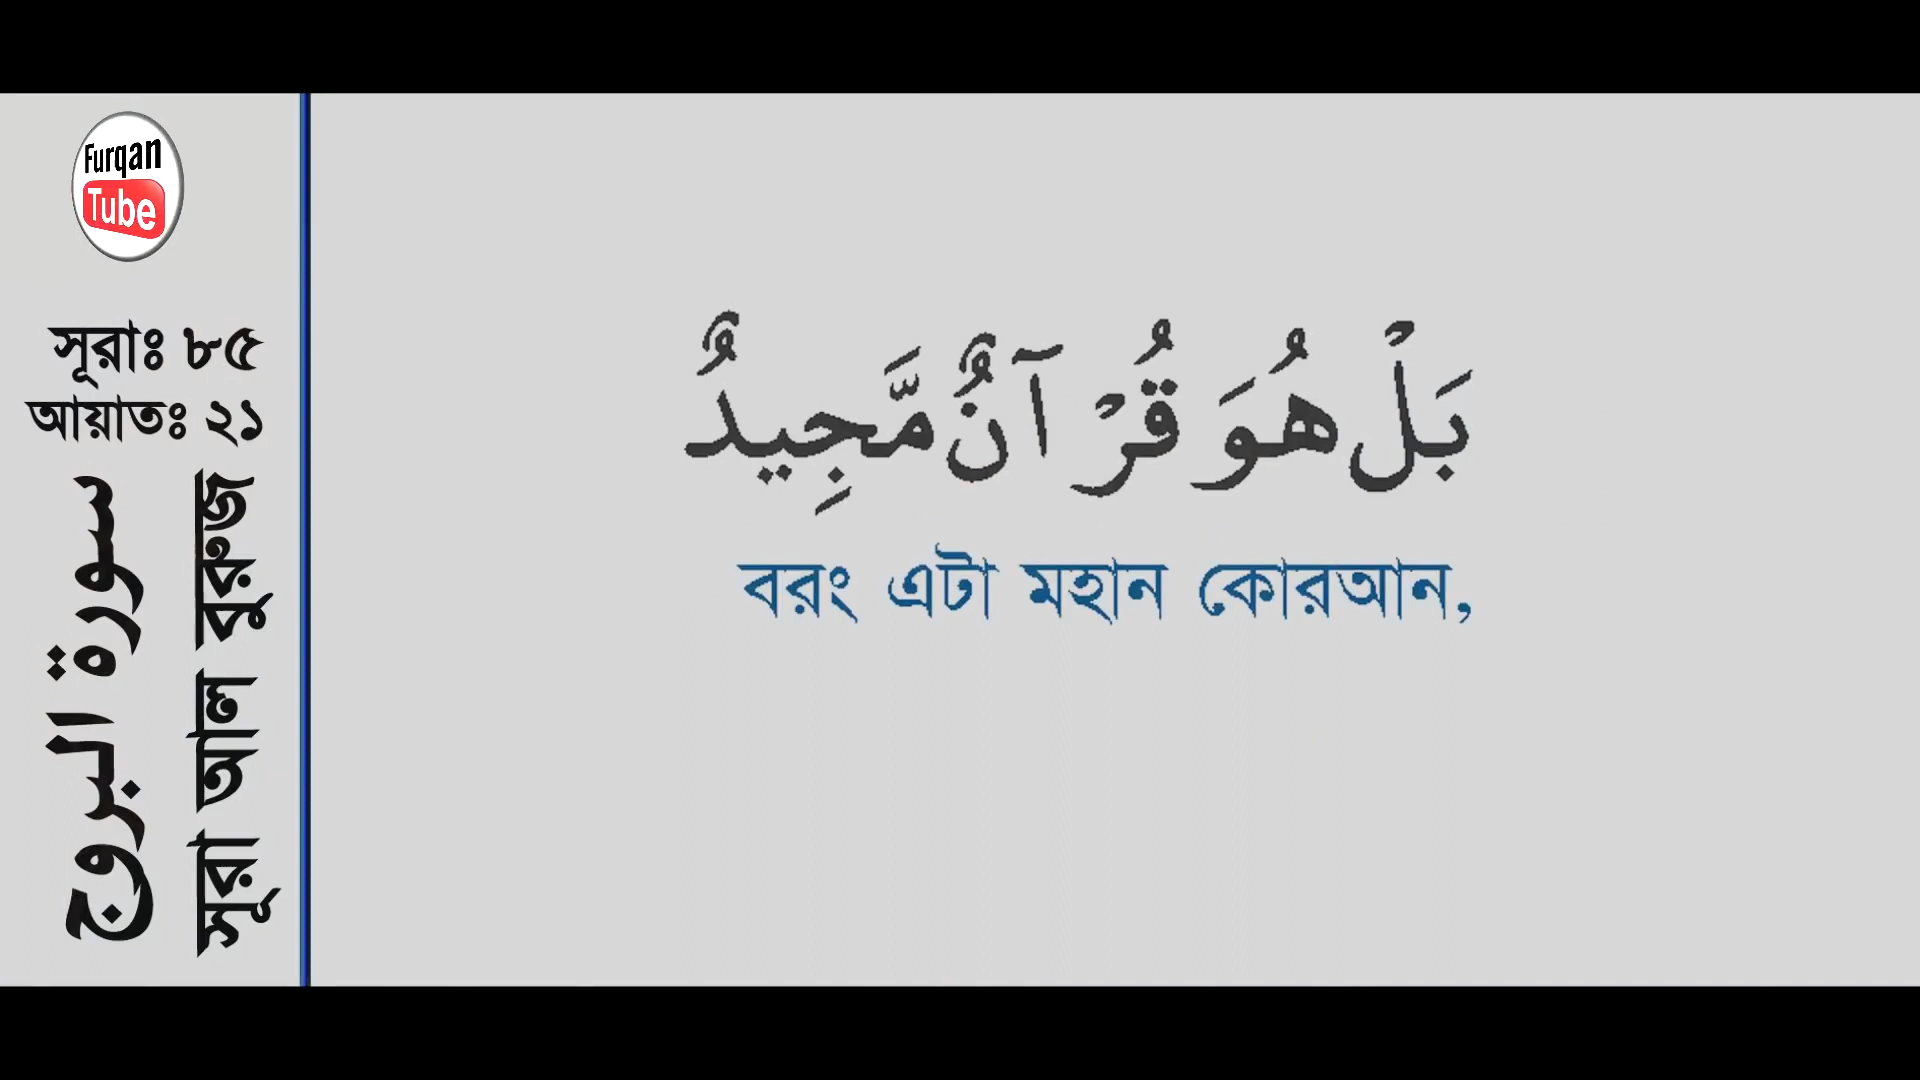 Furqan
Tube
সূরাঃ ৮৫
আয়াতঃ ২১
سورة البروج
সূরা আল বুরুজ
بَلْ هُوَ قُرْآنٌ مَّجِيدٌ
বরং এটা মহান কোরআন,